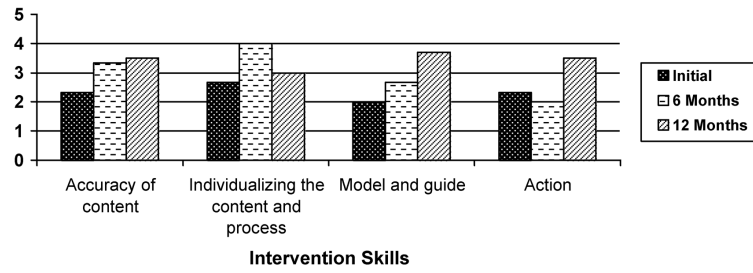 5
4
3
2
1
0
Accuracy of
content
Individualizing the
content and
process
Model and guide
Action
Intervention Skills
Initial
6 Months
12 Months